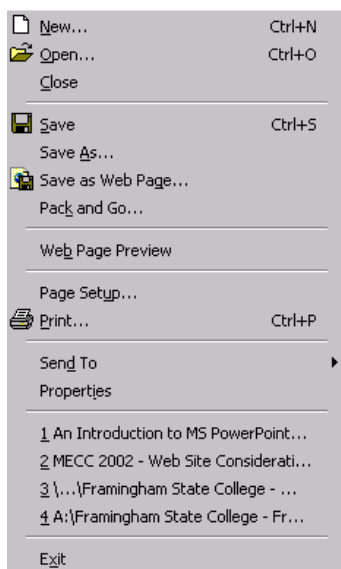 New... Ctrl+N
Open... Ctrl+O
Close
Save Ctrl+S
Save As...
Save as Web Page...
Pack and Go...
Web Page Preview
Page Setup...
Print... Ctrl+P
Send To
Properties
1 An Introduction to MS PowerPoint...
2 MECC 2002 - Web Site Considerati...
3 \...\Framingham State College - ...
4 A:\Framingham State College - Fr...
Exit